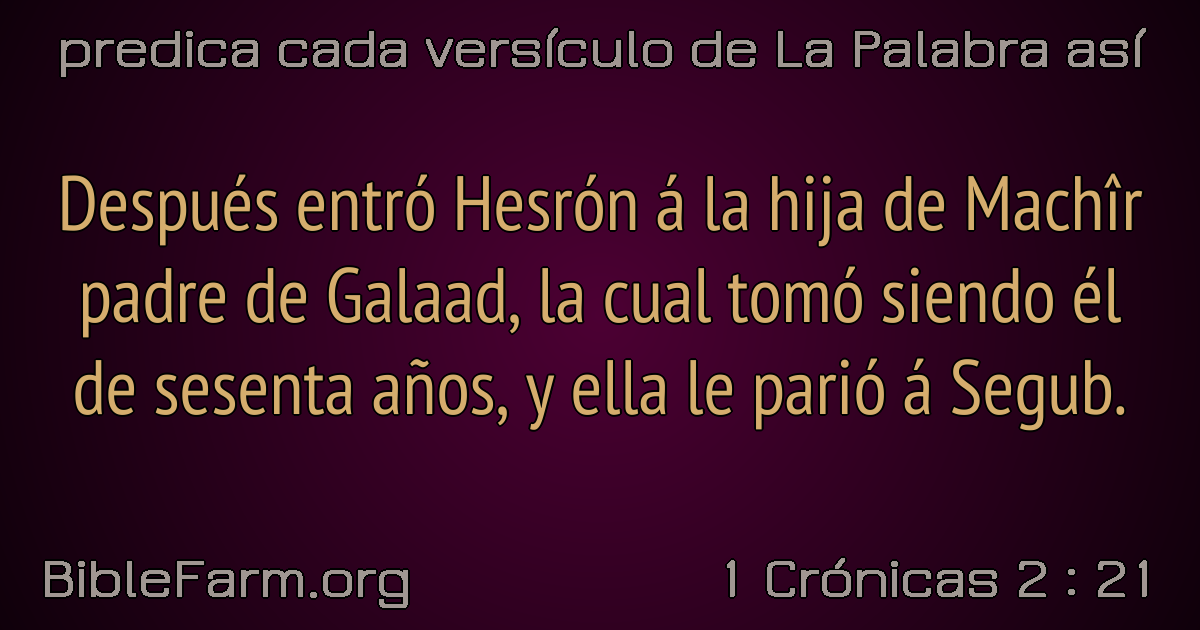 predica cada versículo de La Palabra así
Después entró Hesrón á la hija de Machîr
padre de Galaad, la cual tomó siendo él
de sesenta años, y ella le parió á Segub.
BibleFarm.org
1 Crónicas 2 : 21